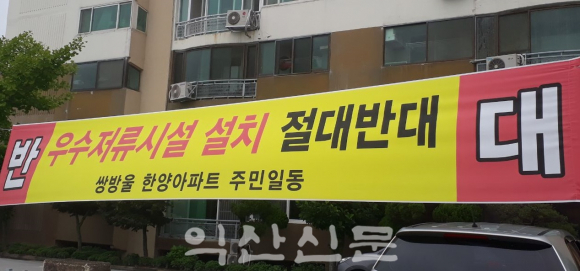 반 우수저류시설 설치 절대반대 대
쌍방울 한양아파트 주민일동
익산신문